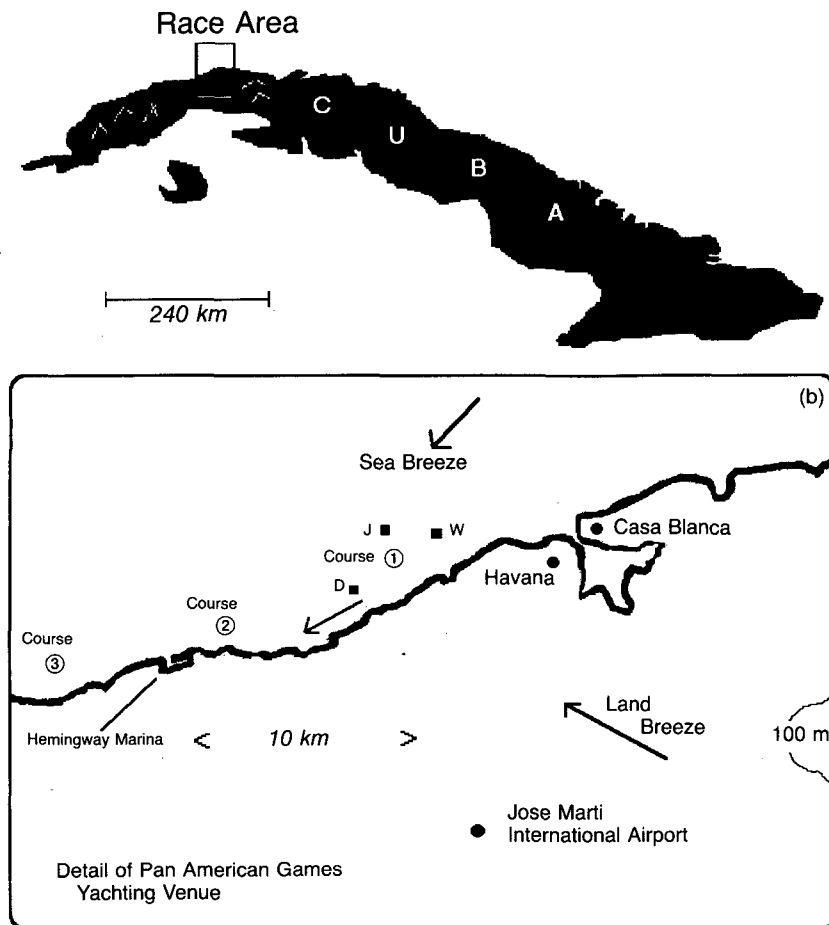 Race Area
C
U
B
A
240 km
(b)
Sea Breeze
J
W
Casa Blanca
Course ①
Havana
D
Course
②
Course
③
Land
Breeze
Hemingway Marina
< 10 km >
100 m
Jose Marti
International Airport
Detail of Pan American Games
Yachting Venue